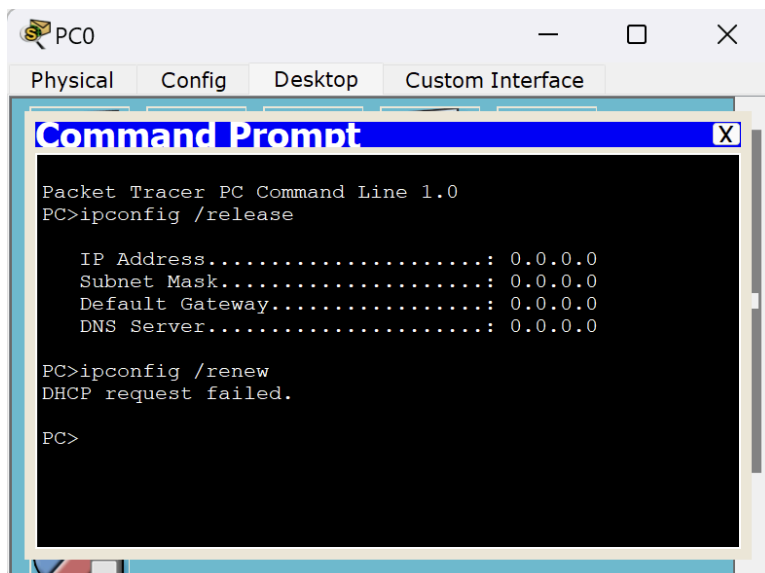 PC0
Physical Config Desktop Custom Interface
Command Prompt
X
Packet Tracer PC Command Line 1.0
PC>ipconfig /release
IP Address......................: 0.0.0.0
Subnet Mask.....................: 0.0.0.0
Default Gateway.................: 0.0.0.0
DNS Server......................: 0.0.0.0
PC>ipconfig /renew
DHCP request failed.
PC>